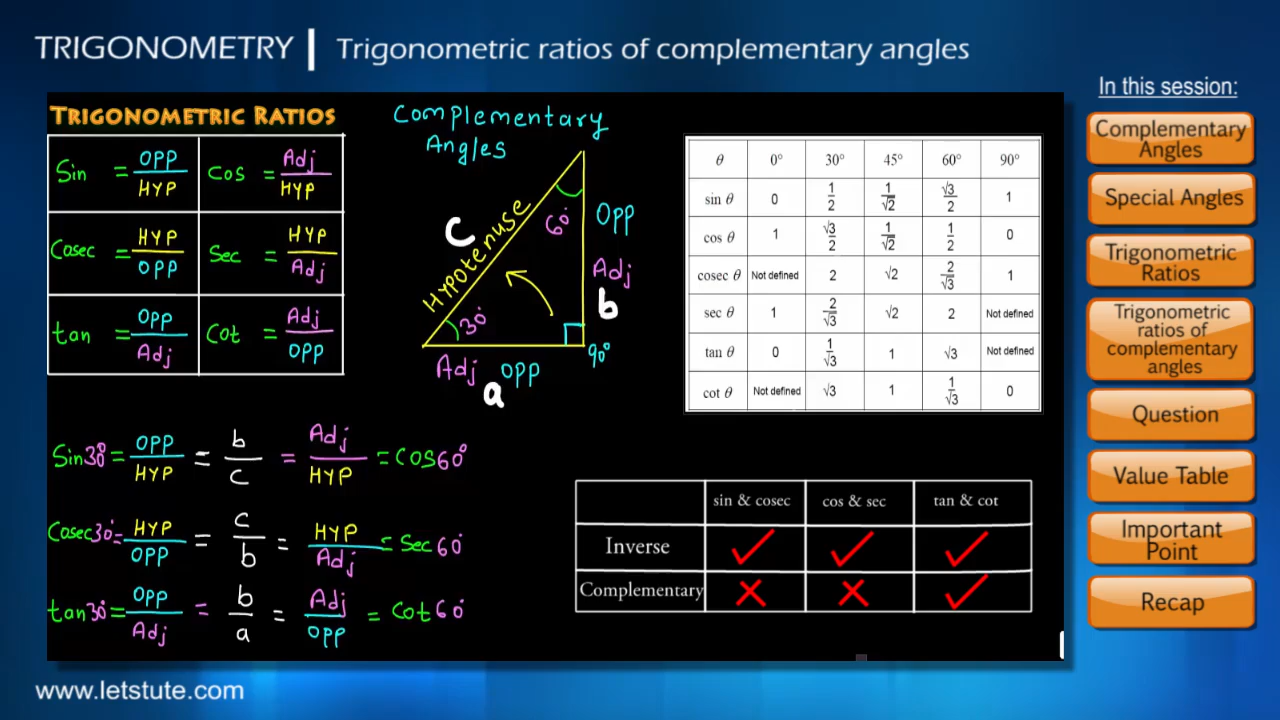 TRIGONOMETRY | Trigonometric ratios of complementary angles
TRIGONOMETRIC RATIOS
Sin = OPP/HYP Cos = Adj/HYP
Cosec = HYP/OPP Sec = HYP/Adj
tan = OPP/Adj Cot = Adj/OPP
Complementary
Angles
60°
OPP
C
Hypotenuse
Adj
b
30°
90°
Adj OPP
a
θ 0° 30° 45° 60° 90°
sin θ 0 1/2 1/√2 √3/2 1
cos θ 1 √3/2 1/√2 1/2 0
cosec θ Not defined 2 √2 2/√3 1
sec θ 1 2/√3 √2 2 Not defined
tan θ 0 1/√3 1 √3 Not defined
cot θ Not defined √3 1 1/√3 0
Sin30° = OPP/HYP = b/c = Adj/HYP = cos60°
Cosec30° = HYP/OPP = c/b = HYP/Adj = Sec60°
tan30° = OPP/Adj = b/a = Adj/OPP = Cot60°
sin & cosec cos & sec tan & cot
Inverse ✓ ✓ ✓
Complementary ✗ ✗ ✓
In this session:
Complementary
Angles
Special Angles
Trigonometric
Ratios
Trigonometric
ratios of
complementary
angles
Question
Value Table
Important
Point
Recap
www.letstute.com